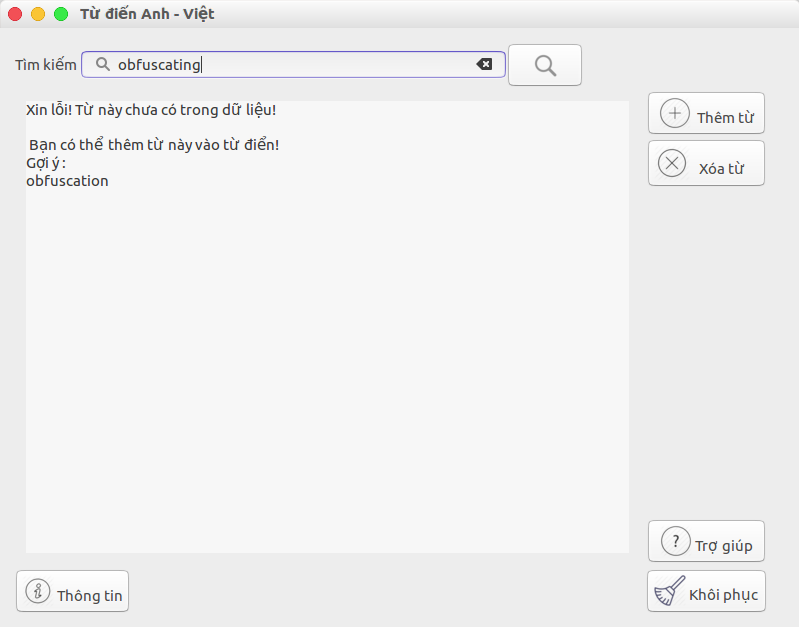 Từ điển Anh - Việt
Tìm kiếm obfuscating
Xin lỗi! Từ này chưa có trong dữ liệu!
Bạn có thể thêm từ này vào từ điển!
Gợi ý:
obfuscation
Thêm từ
Xóa từ
Trợ giúp
Thông tin
Khôi phục